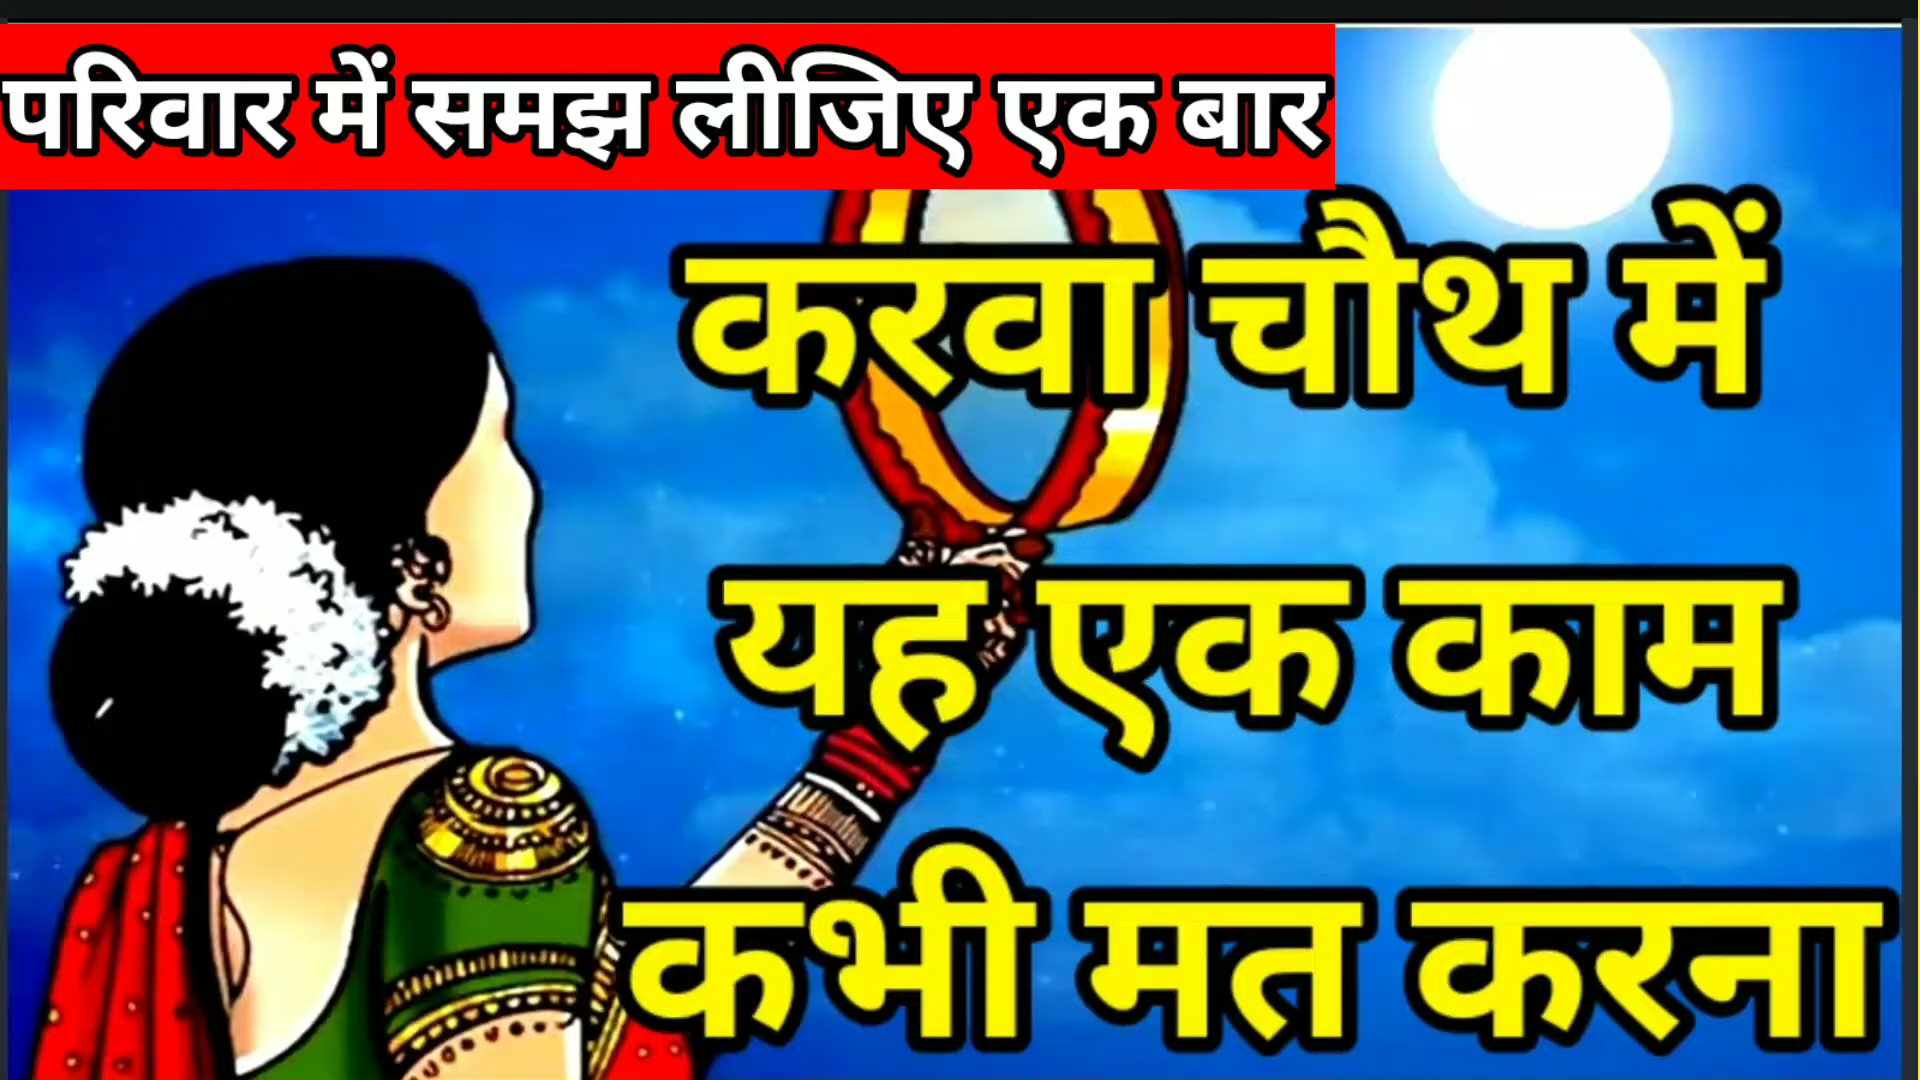 परिवार में समझ लीजिए एक बार
करवा चौथ में
यह एक काम
कभी मत करना